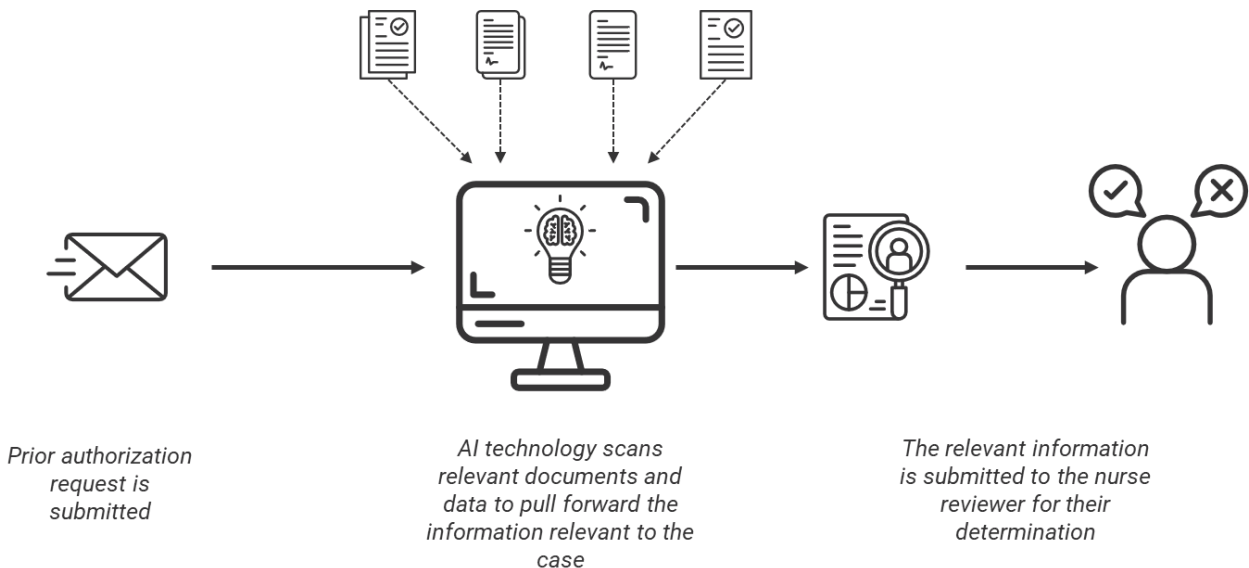 Prior authorization
request is
submitted
AI technology scans
relevant documents and
data to pull forward the
information relevant to the
case
The relevant information
is submitted to the nurse
reviewer for their
determination